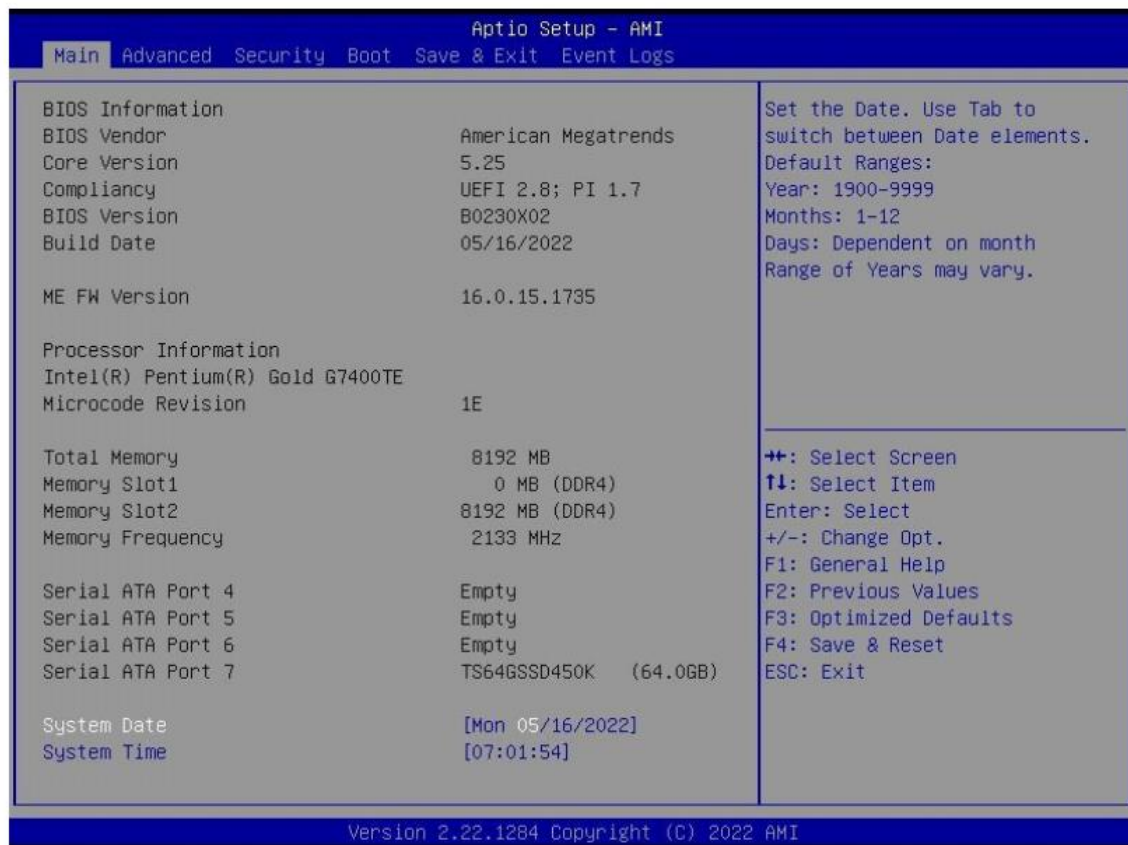 Aptio Setup – AMI
Main Advanced Security Boot Save & Exit Event Logs
BIOS Information
BIOS Vendor American Megatrends
Core Version 5.25
Compliancy UEFI 2.8; PI 1.7
BIOS Version B0230X02
Build Date 05/16/2022
ME FW Version 16.0.15.1735
Processor Information
Intel(R) Pentium(R) Gold G7400TE
Microcode Revision 1E
Total Memory 8192 MB
Memory Slot1 0 MB (DDR4)
Memory Slot2 8192 MB (DDR4)
Memory Frequency 2133 MHz
Serial ATA Port 4 Empty
Serial ATA Port 5 Empty
Serial ATA Port 6 Empty
Serial ATA Port 7 TS64GSSD450K (64.0GB)
System Date [Mon 05/16/2022]
System Time [07:01:54]
Set the Date. Use Tab to
switch between Date elements.
Default Ranges:
Year: 1900-9999
Months: 1-12
Days: Dependent on month
Range of Years may vary.
→←: Select Screen
↑↓: Select Item
Enter: Select
+/-: Change Opt.
F1: General Help
F2: Previous Values
F3: Optimized Defaults
F4: Save & Reset
ESC: Exit
Version 2.22.1284 Copyright (C) 2022 AMI